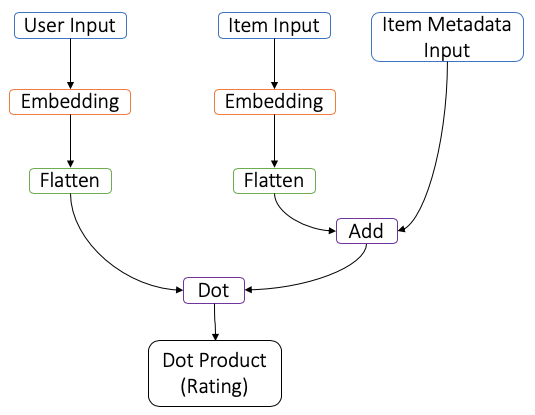 User Input
Item Input
Item Metadata
Input
Embedding
Embedding
Flatten
Flatten
Add
Dot
Dot Product
(Rating)